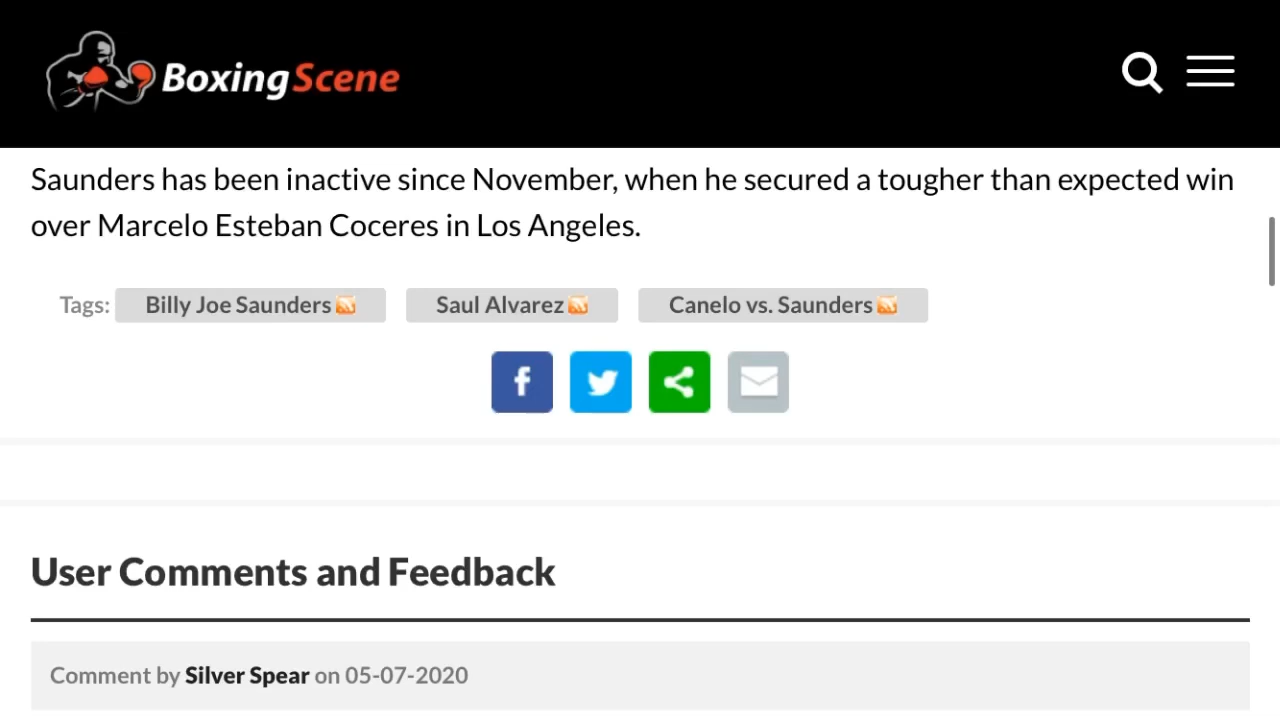 BoxingScene
Saunders has been inactive since November, when he secured a tougher than expected win
over Marcelo Esteban Coceres in Los Angeles.
Tags: Billy Joe Saunders Saul Alvarez Canelo vs. Saunders
User Comments and Feedback
Comment by Silver Spear on 05-07-2020